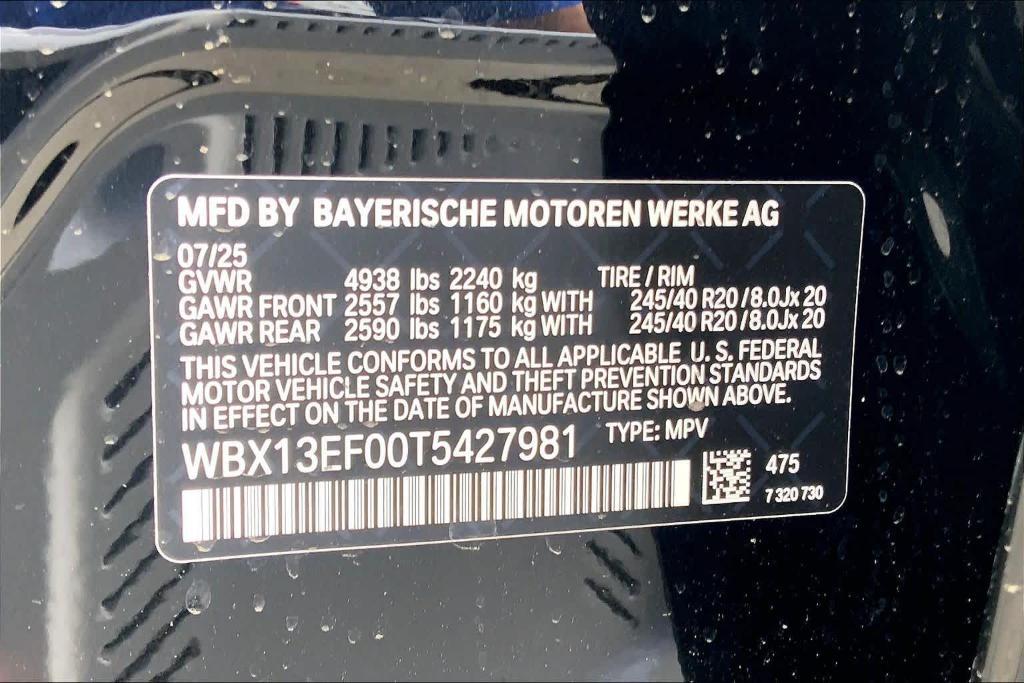 MFD BY BAYERISCHE MOTOREN WERKE AG
07/25
GVWR 4938 lbs 2240 kg TIRE / RIM
GAWR FRONT 2557 lbs 1160 kg WITH 245/40 R20 / 8.0Jx 20
GAWR REAR 2590 lbs 1175 kg WITH 245/40 R20 / 8.0Jx 20
THIS VEHICLE CONFORMS TO ALL APPLICABLE U. S. FEDERAL
MOTOR VEHICLE SAFETY AND THEFT PREVENTION STANDARDS
IN EFFECT ON THE DATE OF MANUFACTURE SHOWN ABOVE.
WBX13EF00T5427981 TYPE: MPV
475
7 320 730